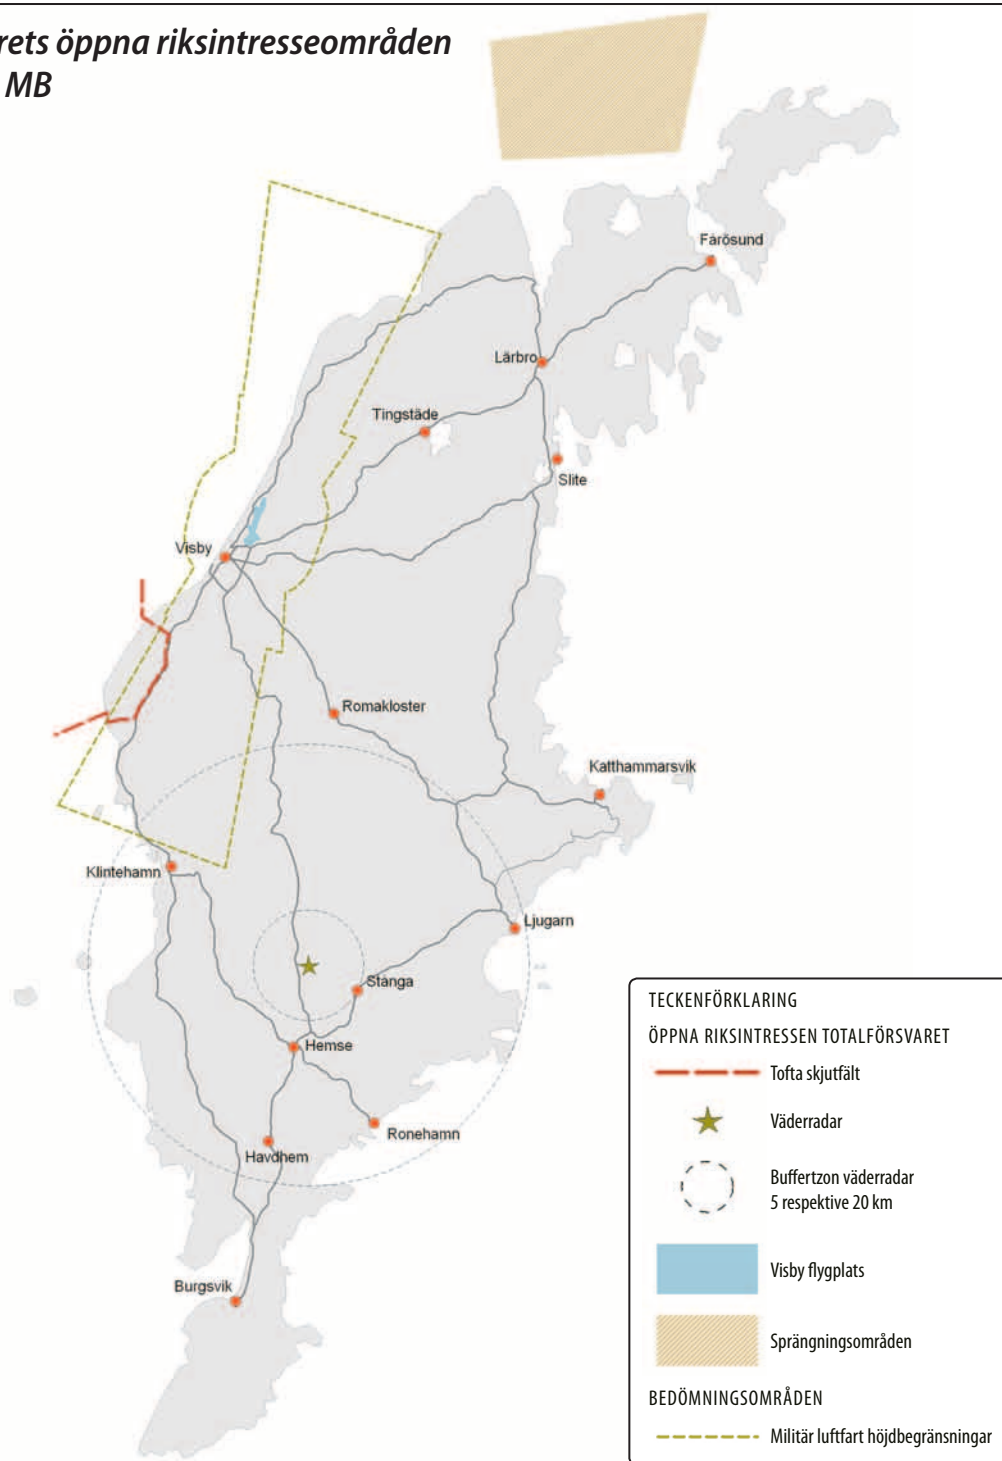 rets öppna riksintresseområden
MB
Fårösund
Lärbro
Tingstäde
Slite
Visby
Romakloster
Katthammarsvik
Klintehamn
Ljugarn
Stånga
Hemse
Ronehamn
Havdhem
Burgsvik
TECKENFÖRKLARING
ÖPPNA RIKSINTRESSEN TOTALFÖRSVARET
Tofta skjutfält
Väderradar
Buffertzon väderradar
5 respektive 20 km
Visby flygplats
Sprängningsområden
BEDÖMNINGSOMRÅDEN
Militär luftfart höjdbegränsningar